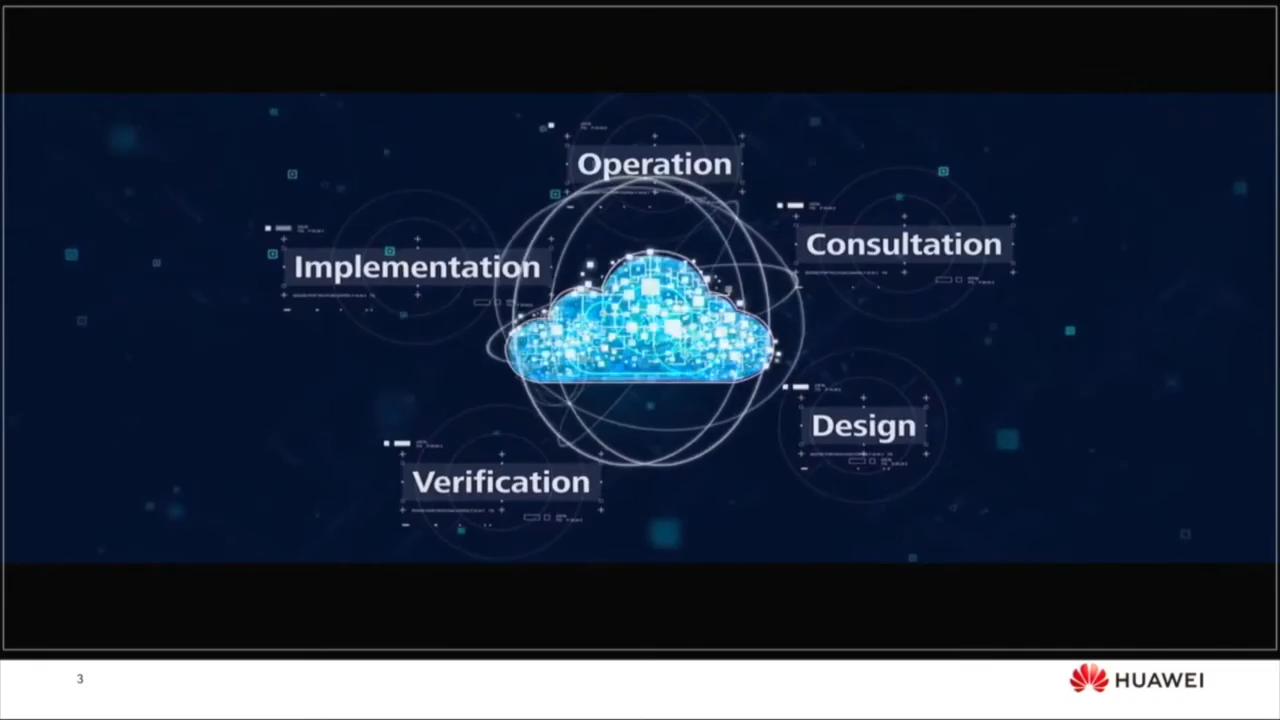 Operation
Consultation
Implementation
Design
Verification
3
HUAWEI